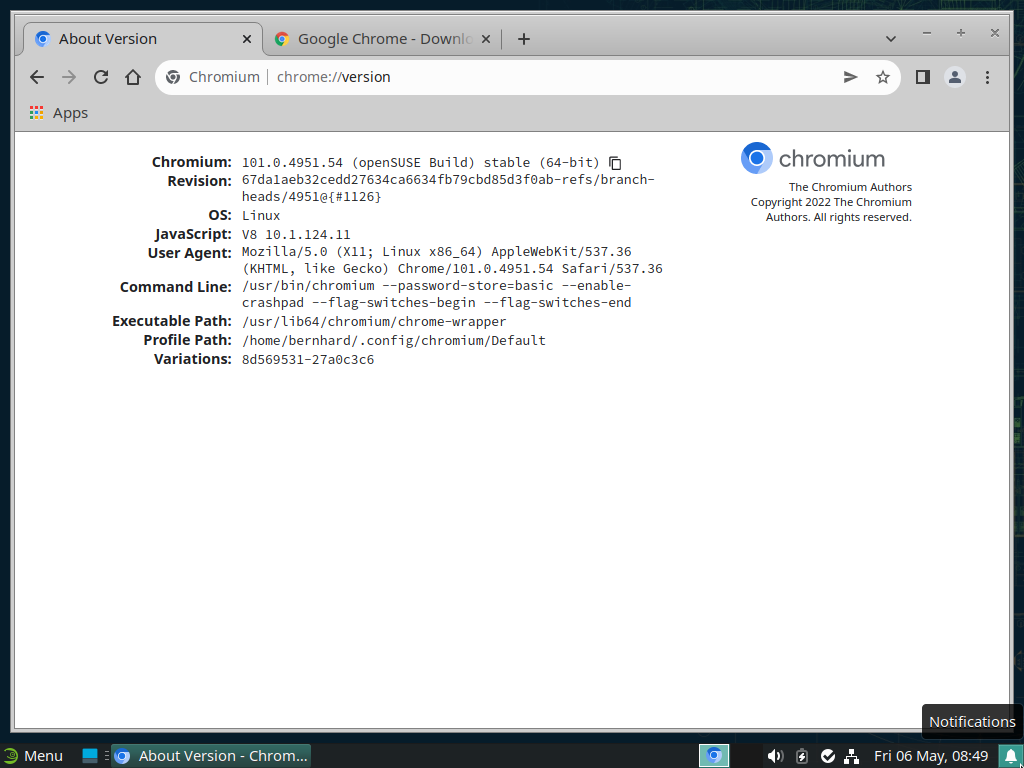 About Version
Google Chrome - Downlo
Chromium
chrome://version
Apps
Chromium: 101.0.4951.54 (openSUSE Build) stable (64-bit)
Revision: 67da1aeb32cedd27634ca6634fb79cbd85d3f0ab-refs/branch-
heads/4951@{#1126}
OS: Linux
JavaScript: V8 10.1.124.11
User Agent: Mozilla/5.0 (X11; Linux x86_64) AppleWebKit/537.36
(KHTML, like Gecko) Chrome/101.0.4951.54 Safari/537.36
Command Line: /usr/bin/chromium --password-store=basic --enable-
crashpad --flag-switches-begin --flag-switches-end
Executable Path: /usr/lib64/chromium/chrome-wrapper
Profile Path: /home/bernhard/.config/chromium/Default
Variations: 8d569531-27a0c3c6
chromium
The Chromium Authors
Copyright 2022 The Chromium
Authors. All rights reserved.
Notifications
Menu
About Version - Chrom...
Fri 06 May, 08:49